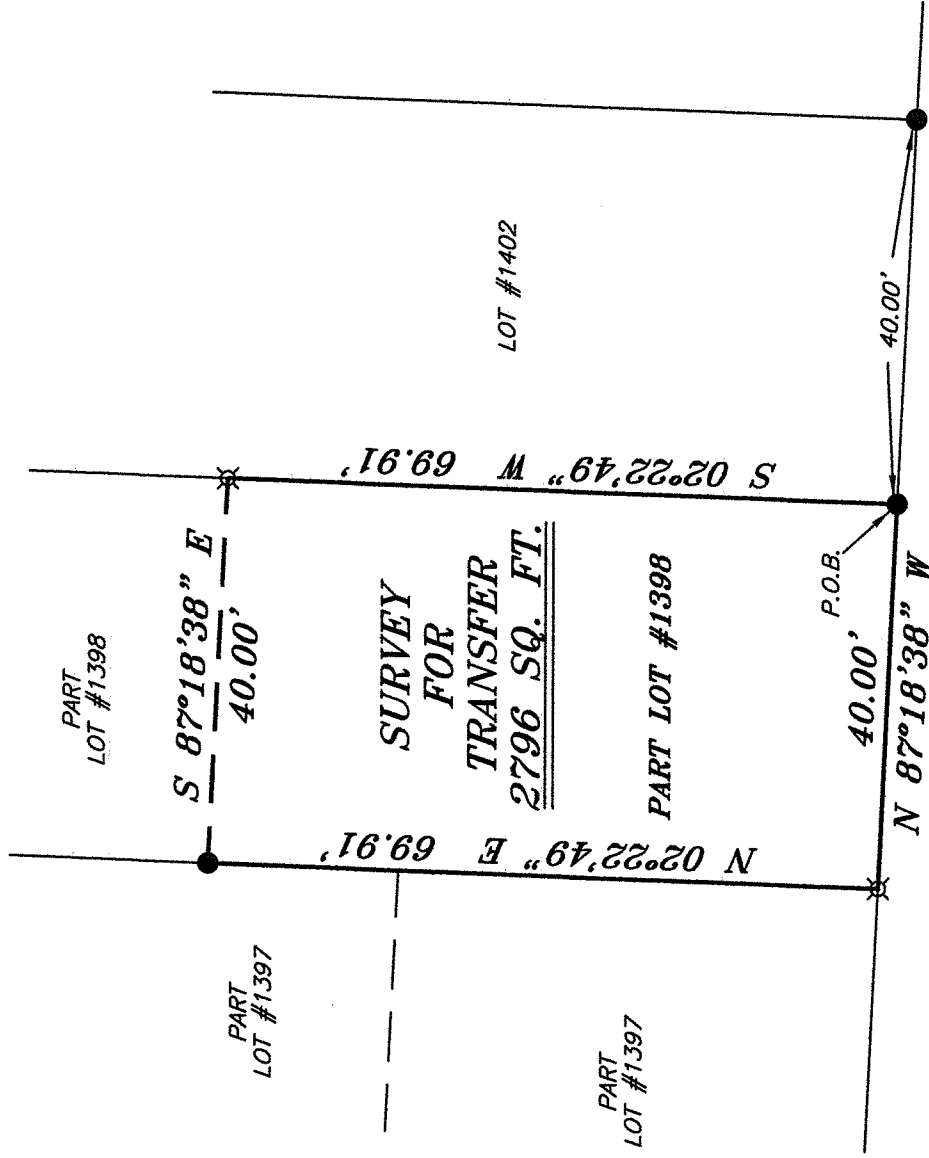 PART
LOT #1398
S 87°18'38" E
40.00'
LOT #1402
S 02°22'49" W 69.91'
SURVEY
FOR
TRANSFER
2796 SQ. FT.
PART LOT #1398
N 02°22'49" E 69.91'
PART
LOT #1397
PART
LOT #1397
P.O.B.
40.00'
40.00'
N 87°18'38" W